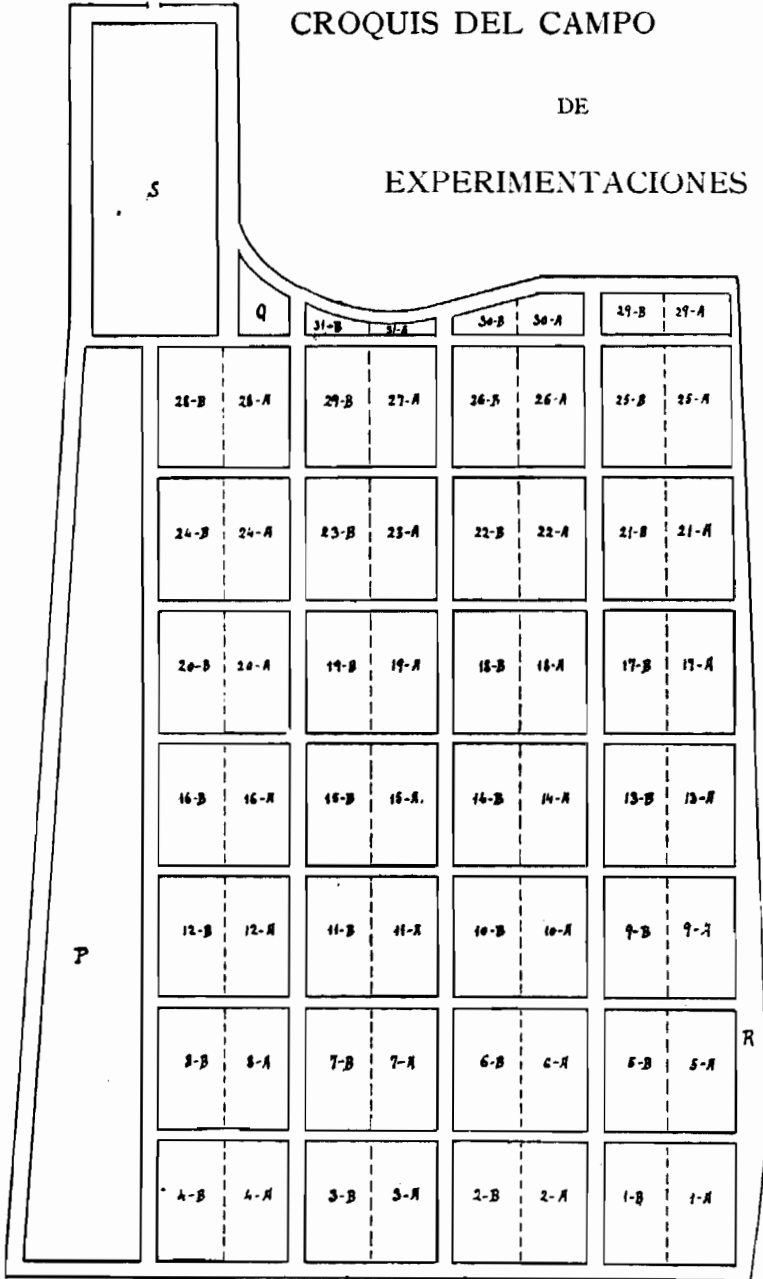 CROQUIS DEL CAMPO
DE
EXPERIMENTACIONES
S
Q
31-B 31-A 30-B 30-A 29-B 29-A
28-B 28-A 29-B 27-A 26-B 26-A 25-B 25-A
24-B 24-A 23-B 23-A 22-B 22-A 21-B 21-A
20-B 20-A 19-B 19-A 18-B 18-A 17-B 17-A
16-B 16-A 15-B 15-A. 14-B 14-A 13-B 13-A
12-B 12-A 11-B 11-A 10-B 10-A 9-B 9-A
P
R
8-B 8-A 7-B 7-A 6-B 6-A 5-B 5-A
4-B 4-A 3-B 3-A 2-B 2-A 1-B 1-A